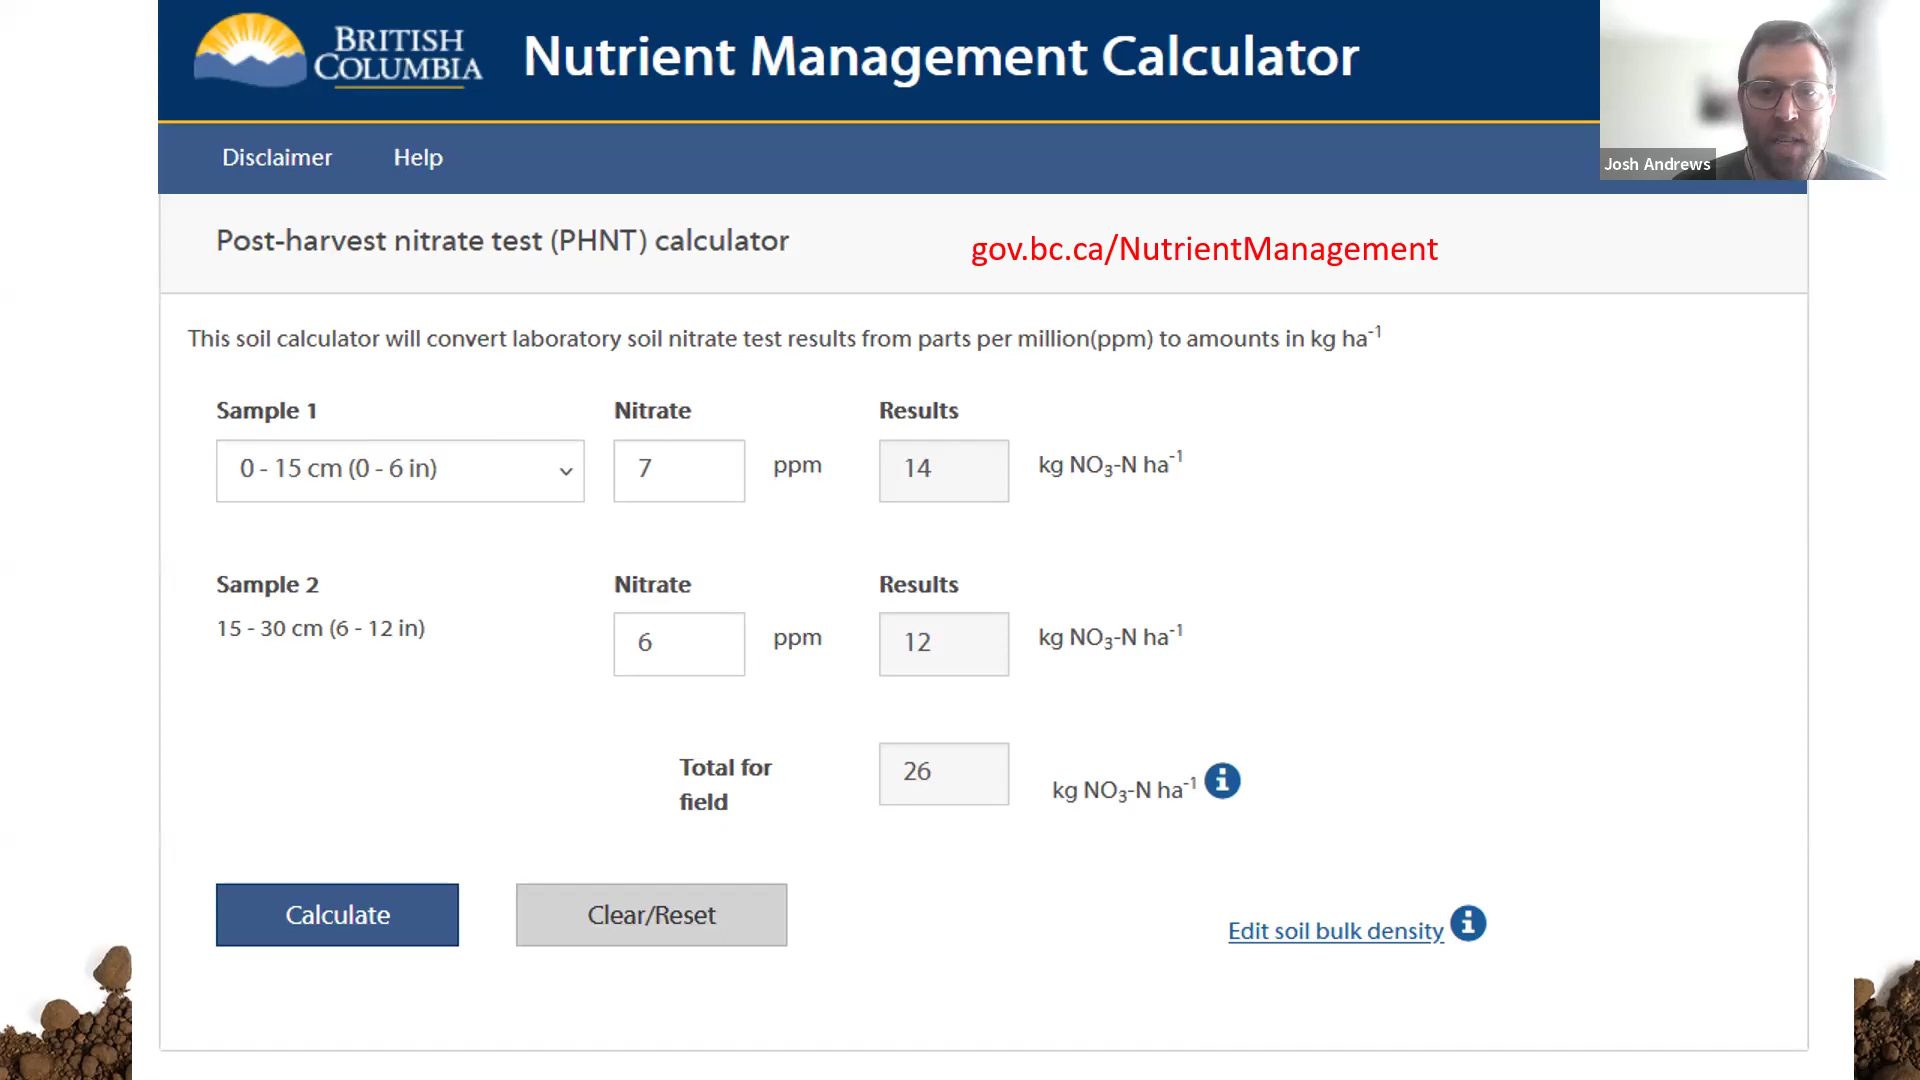 BRITISH
COLUMBIA
Nutrient Management Calculator
Disclaimer Help
Josh Andrews
Post-harvest nitrate test (PHNT) calculator
gov.bc.ca/NutrientManagement
This soil calculator will convert laboratory soil nitrate test results from parts per million(ppm) to amounts in kg ha⁻¹
Sample 1 Nitrate Results
0 - 15 cm (0 - 6 in) 7 ppm 14 kg NO₃-N ha⁻¹
Sample 2 Nitrate Results
15 - 30 cm (6 - 12 in) 6 ppm 12 kg NO₃-N ha⁻¹
Total for
field
26 kg NO₃-N ha⁻¹ i
Calculate Clear/Reset
Edit soil bulk density i